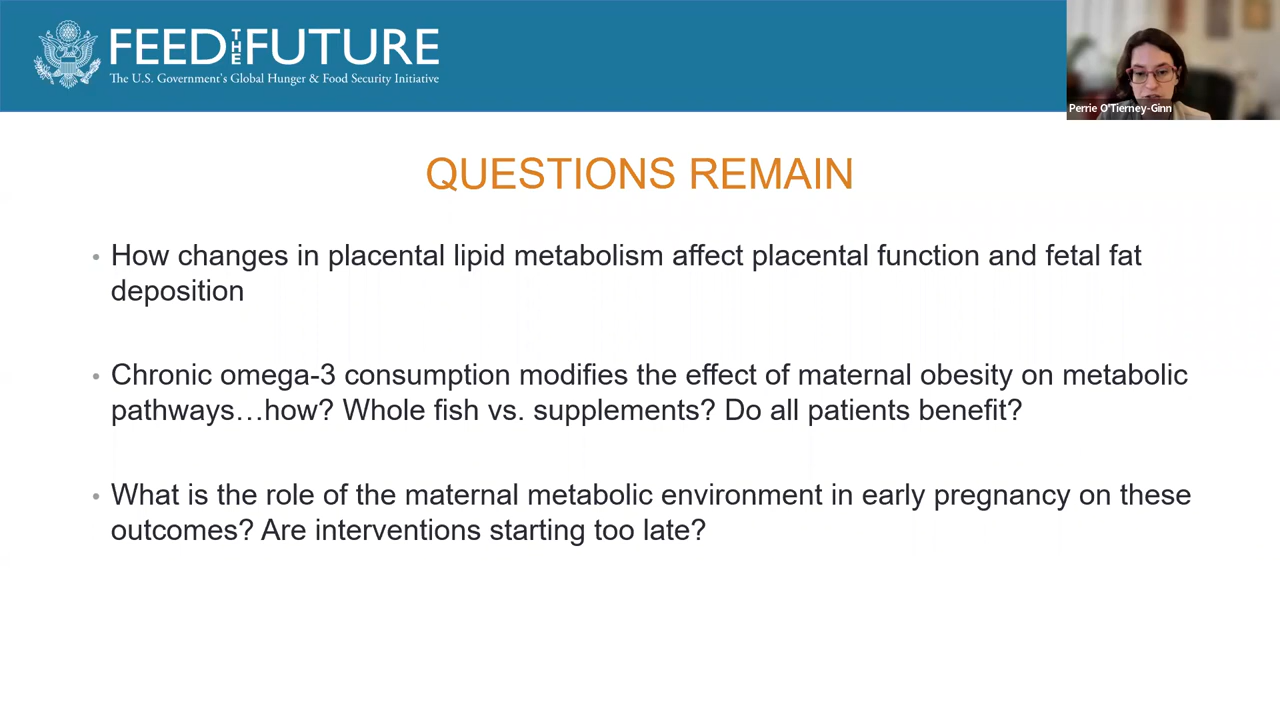 FEED THE FUTURE
The U.S. Government's Global Hunger & Food Security Initiative
Perrie O'Tierney-Ginn
QUESTIONS REMAIN
• How changes in placental lipid metabolism affect placental function and fetal fat
deposition
• Chronic omega-3 consumption modifies the effect of maternal obesity on metabolic
pathways…how? Whole fish vs. supplements? Do all patients benefit?
• What is the role of the maternal metabolic environment in early pregnancy on these
outcomes? Are interventions starting too late?